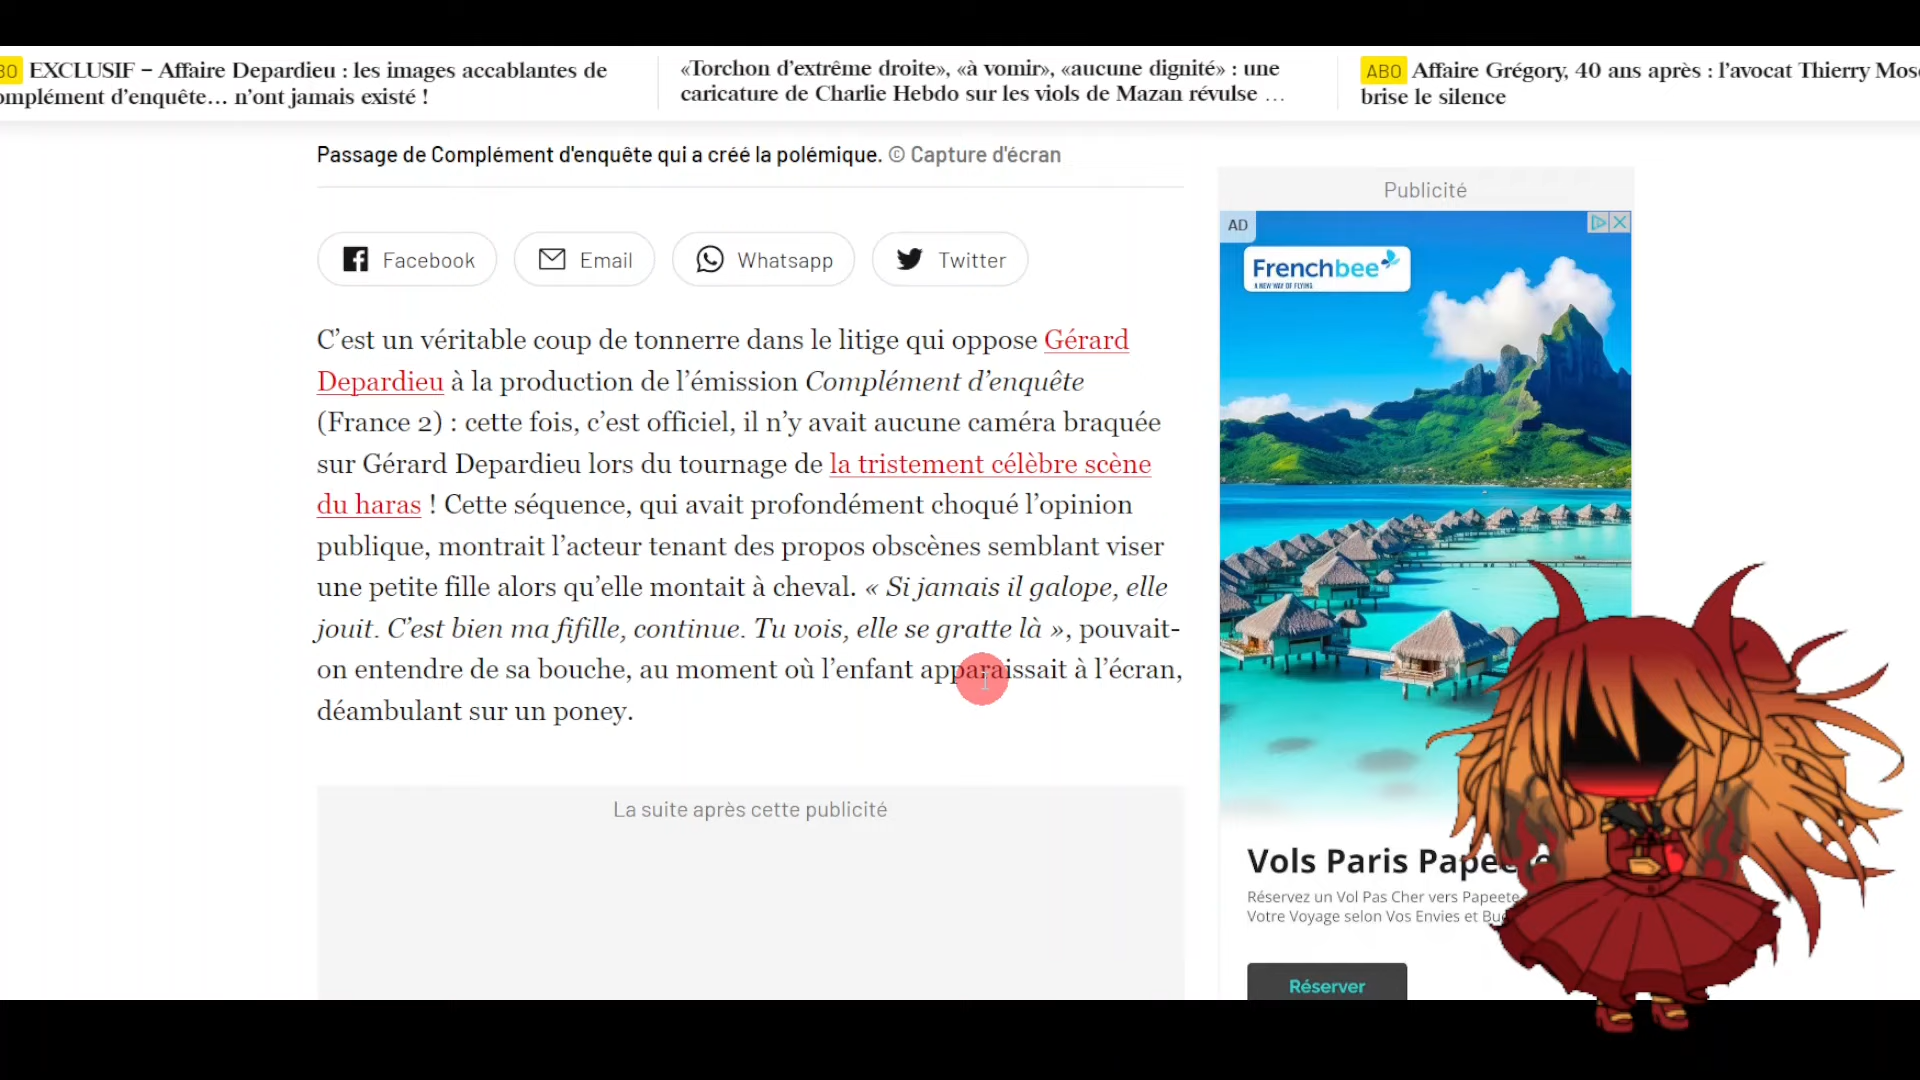 BO EXCLUSIF – Affaire Depardieu : les images accablantes de
omplément d'enquête… n'ont jamais existé !
«Torchon d'extrême droite», «à vomir», «aucune dignité» : une
caricature de Charlie Hebdo sur les viols de Mazan révulse …
ABO Affaire Grégory, 40 ans après : l'avocat Thierry Mos
brise le silence
Passage de Complément d'enquête qui a créé la polémique. © Capture d'écran
Facebook
Email
Whatsapp
Twitter
C'est un véritable coup de tonnerre dans le litige qui oppose Gérard
Depardieu à la production de l'émission Complément d'enquête
(France 2) : cette fois, c'est officiel, il n'y avait aucune caméra braquée
sur Gérard Depardieu lors du tournage de la tristement célèbre scène
du haras ! Cette séquence, qui avait profondément choqué l'opinion
publique, montrait l'acteur tenant des propos obscènes semblant viser
une petite fille alors qu'elle montait à cheval. « Si jamais il galope, elle
jouit. C'est bien ma fifille, continue. Tu vois, elle se gratte là », pouvait-
on entendre de sa bouche, au moment où l'enfant apparaissait à l'écran,
déambulant sur un poney.
La suite après cette publicité
Publicité
AD
Frenchbee
A NEW WAY OF FLYING
Vols Paris Papee
Réservez un Vol Pas Cher vers Papeete
Votre Voyage selon Vos Envies et Bu
Réserver